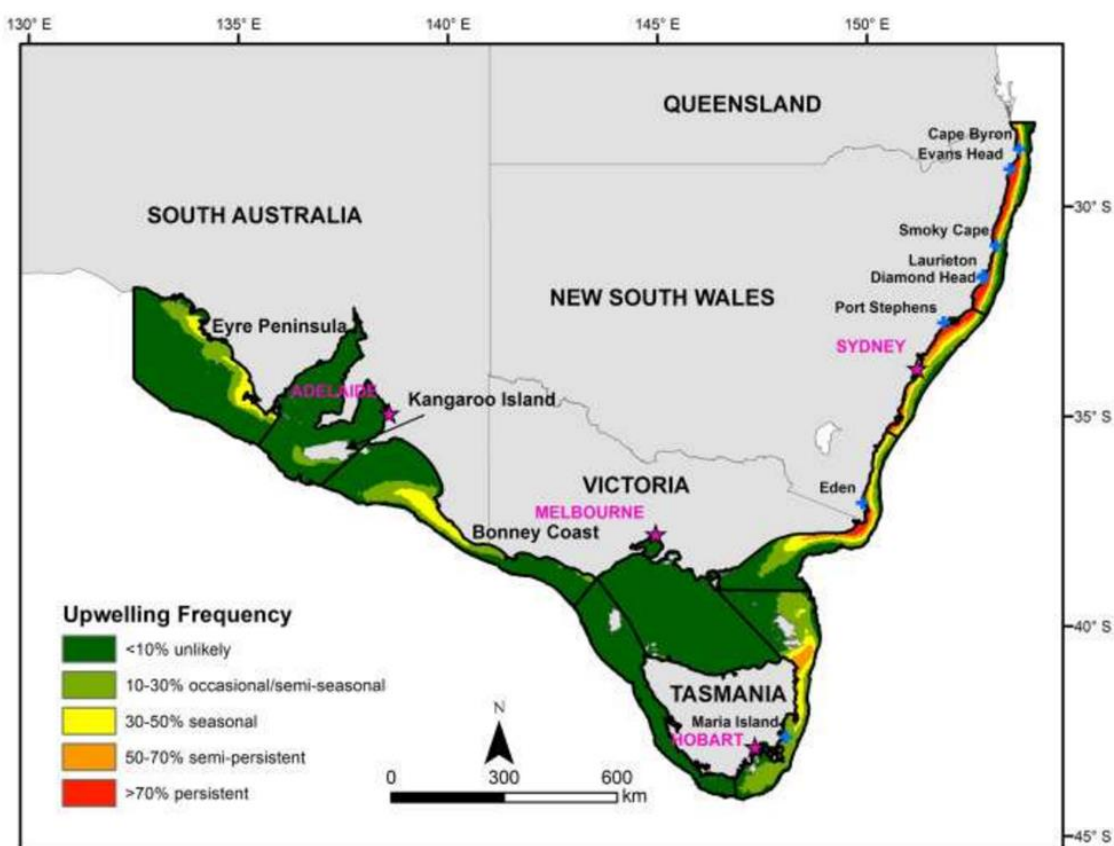 130° E
135° E
140° E
145° E
150° E
QUEENSLAND
Cape Byron
Evans Head
30° S
SOUTH AUSTRALIA
Smoky Cape
Laurieton
Diamond Head
NEW SOUTH WALES
Port Stephens
Eyre Peninsula
SYDNEY
ADELAIDE
Kangaroo Island
35° S
VICTORIA
Eden
MELBOURNE
Bonney Coast
Upwelling Frequency
<10% unlikely
10-30% occasional/semi-seasonal
30-50% seasonal
50-70% semi-persistent
>70% persistent
40° S
TASMANIA
Maria Island
HOBART
N
0
300
600
km
45° S